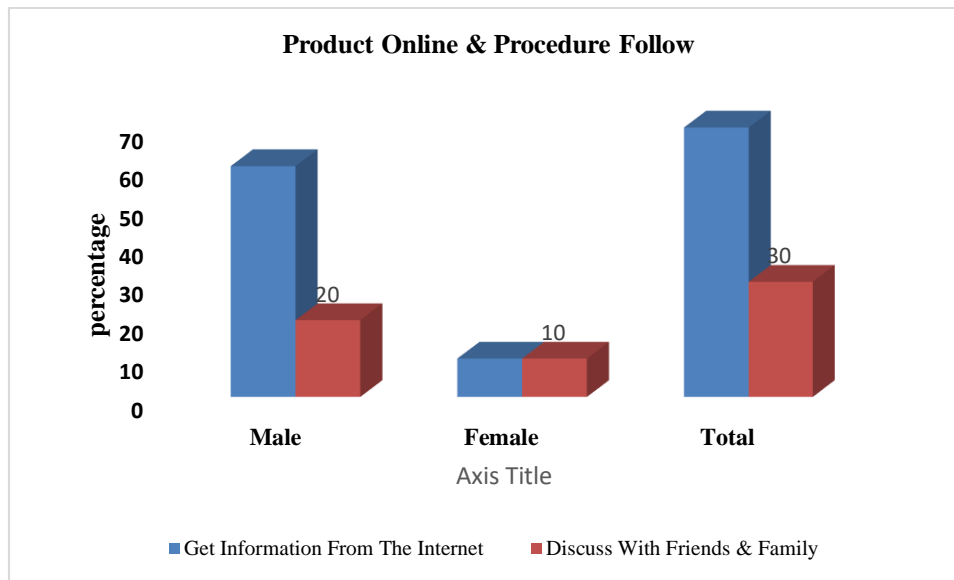 Product Online & Procedure Follow
percentage
70
60
50
40
30
20
10
0
20
10
30
Male Female Total
Axis Title
Get Information From The Internet Discuss With Friends & Family